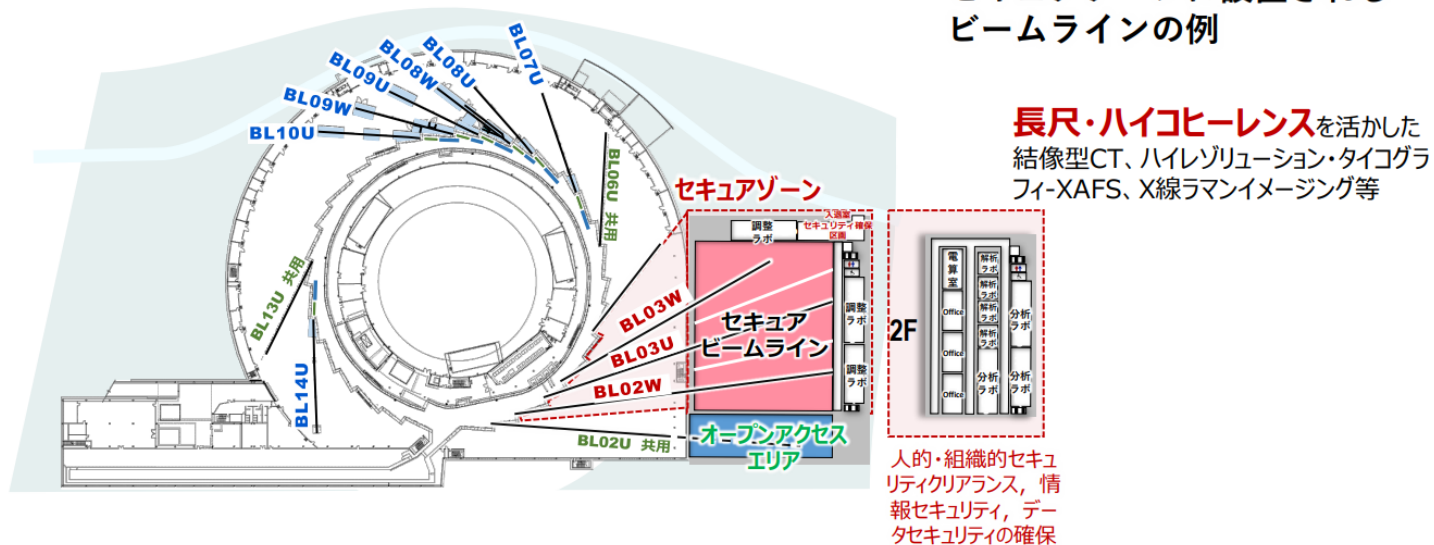 ビームラインの例
長尺・ハイコヒーレンスを活かした
結像型CT、ハイレゾリューション・タイコグラ
フィ-XAFS、X線ラマンイメージング等
BL07U
BL08U
BL08W
BL09U
BL09W
BL10U
BL06U 共用
BL13U 共用
BL14U
セキュアゾーン
調整
ラボ
入退室
セキュリティ確保
区画
BL03W
BL03U
BL02W
BL02U 共用
セキュア
ビームライン
調整
ラボ
調整
ラボ
オープンアクセス
エリア
2F
電算室
Office
Office
Office
解析
ラボ
解析
ラボ
解析
ラボ
解析
ラボ
分析
ラボ
分析
ラボ
分析
ラボ
人的・組織的セキュ
リティクリアランス，情
報セキュリティ，デー
タセキュリティの確保